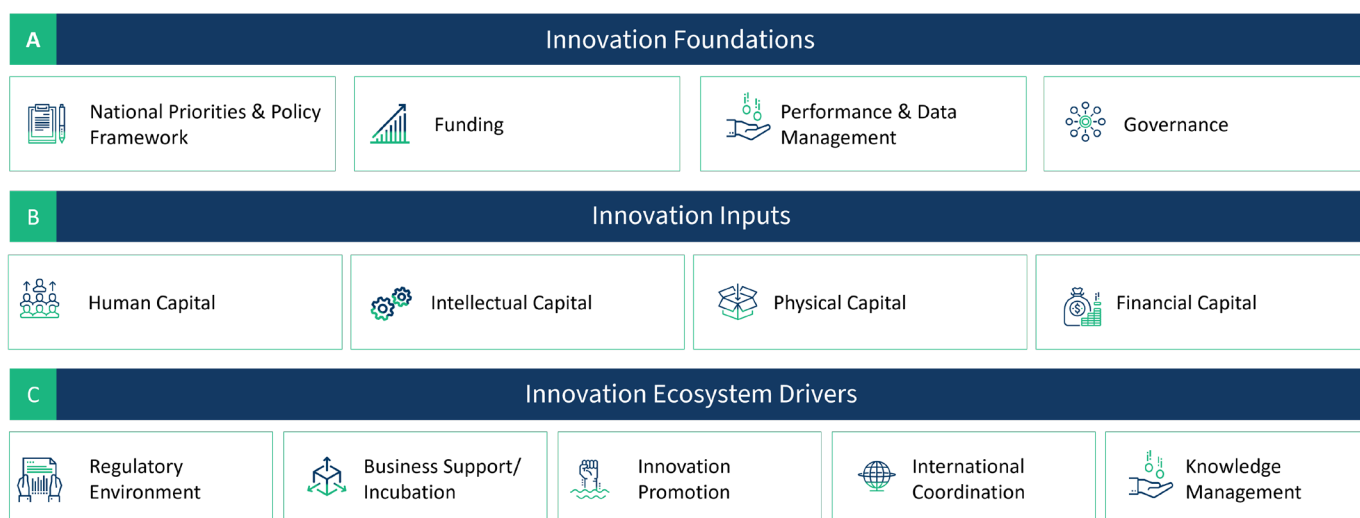 A
Innovation Foundations
National Priorities & Policy
Framework
Funding
Performance & Data
Management
Governance
B
Innovation Inputs
Human Capital
Intellectual Capital
Physical Capital
$
Financial Capital
C
Innovation Ecosystem Drivers
Regulatory
Environment
Business Support/
Incubation
Innovation
Promotion
International
Coordination
Knowledge
Management